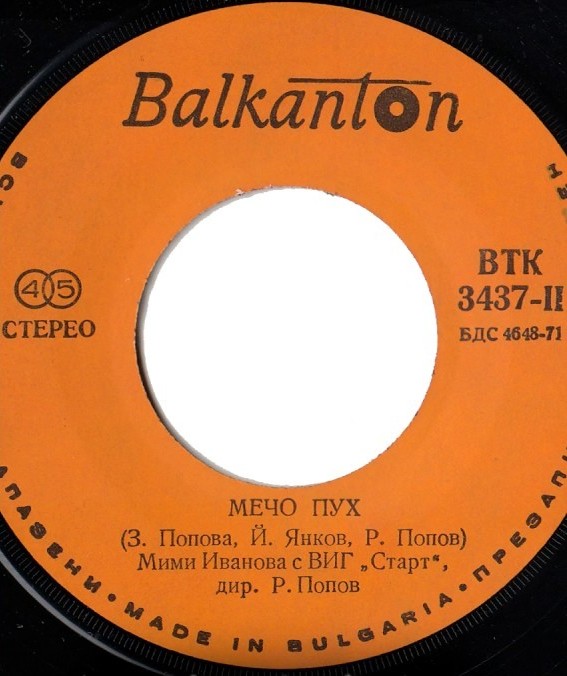 Balkanton
45
СТЕРЕО
ВТК
3437-II
БДС 4648-71
МЕЧО ПУХ
(З. Попова, Й. Янков, Р. Попов)
Мими Иванова с ВИГ „Старт“,
дир. Р. Попов
• MADE IN BULGARIA •